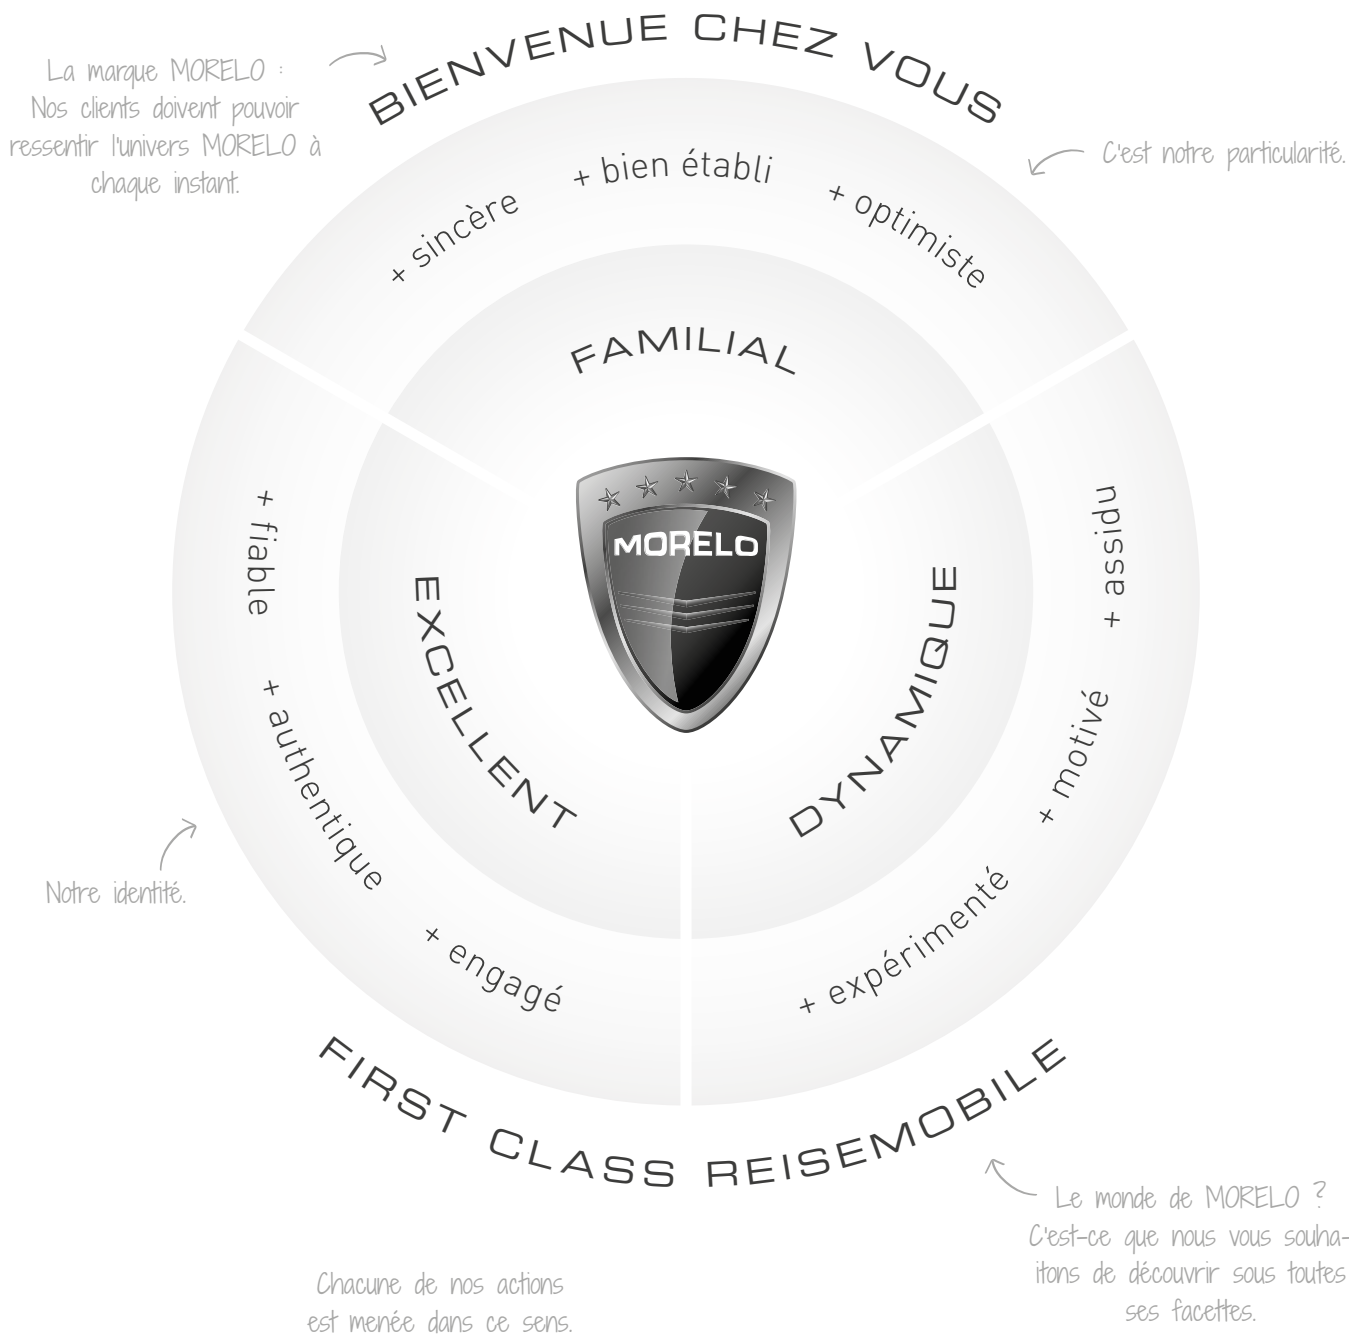 BIENVENUE CHEZ VOUS
La marque MORELO :
Nos clients doivent pouvoir
ressentir l'univers MORELO à
chaque instant.
C'est notre particularité.
+ sincère
+ bien établi
+ optimiste
FAMILIAL
MORELO
+ fiable
+ authentique
+ engagé
EXCELLENT
DYNAMIQUE
+ assidu
+ motivé
+ expérimenté
Notre identité.
FIRST CLASS REISEMOBILE
Le monde de MORELO ?
C'est-ce que nous vous souha-
itons de découvrir sous toutes
ses facettes.
Chacune de nos actions
est menée dans ce sens.